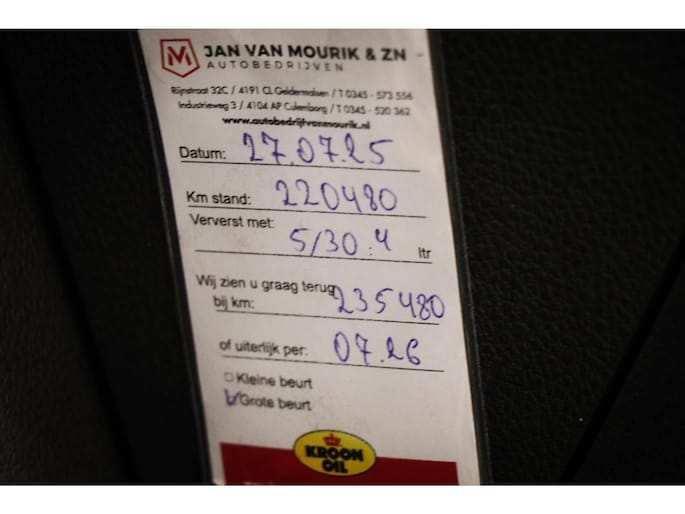 JAN VAN MOURIK & ZN
AUTOBEDRIJVEN
Rijnstraat 32C / 4191 CL Geldermalsen / T 0345 - 573 556
Industrieweg 3 / 4104 AP Culemborg / T 0345 - 520 362
www.autobedrijfvanmourik.nl
Datum: 27.07.25
Km stand: 220480
Ververst met:
5/30 : 4 ltr
Wij zien u graag terug
bij km: 235480
of uiterlijk per: 07.26
Kleine beurt
Grote beurt
KROON
OIL